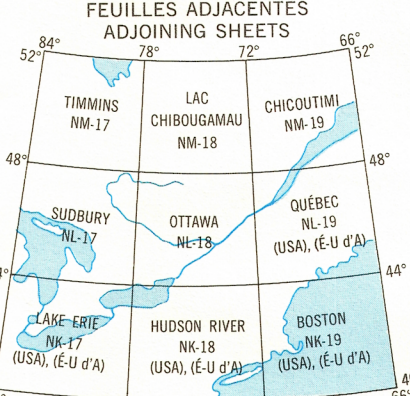 FEUILLES ADJACENTES
ADJOINING SHEETS
84° 78° 72° 66°
52° 52°
TIMMINS
NM-17
LAC
CHIBOUGAMAU
NM-18
CHICOUTIMI
NM-19
48° 48°
SUDBURY
NL-17
OTTAWA
NL-18
QUÉBEC
NL-19
(USA), (É-U d'A)
4° 44°
LAKE ERIE
NK-17
(USA), (É-U d'A)
HUDSON RIVER
NK-18
(USA), (É-U d'A)
BOSTON
NK-19
(USA), (É-U d'A)